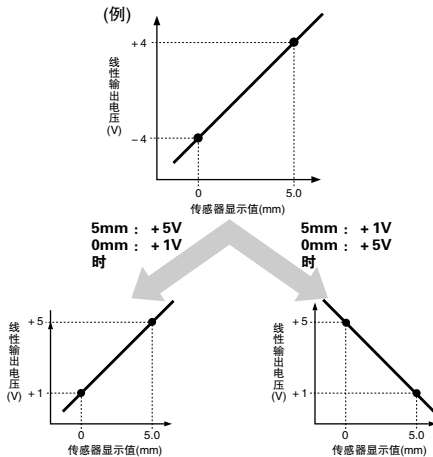 (例)
+4
线性输出电压(V)
-4
0
5.0
传感器显示值(mm)
5mm： +5V
0mm： +1V
时
5mm： +1V
0mm： +5V
时
+5
线性输出电压(V)
+1
0
5.0
传感器显示值(mm)
+5
线性输出电压(V)
+1
0
5.0
传感器显示值(mm)